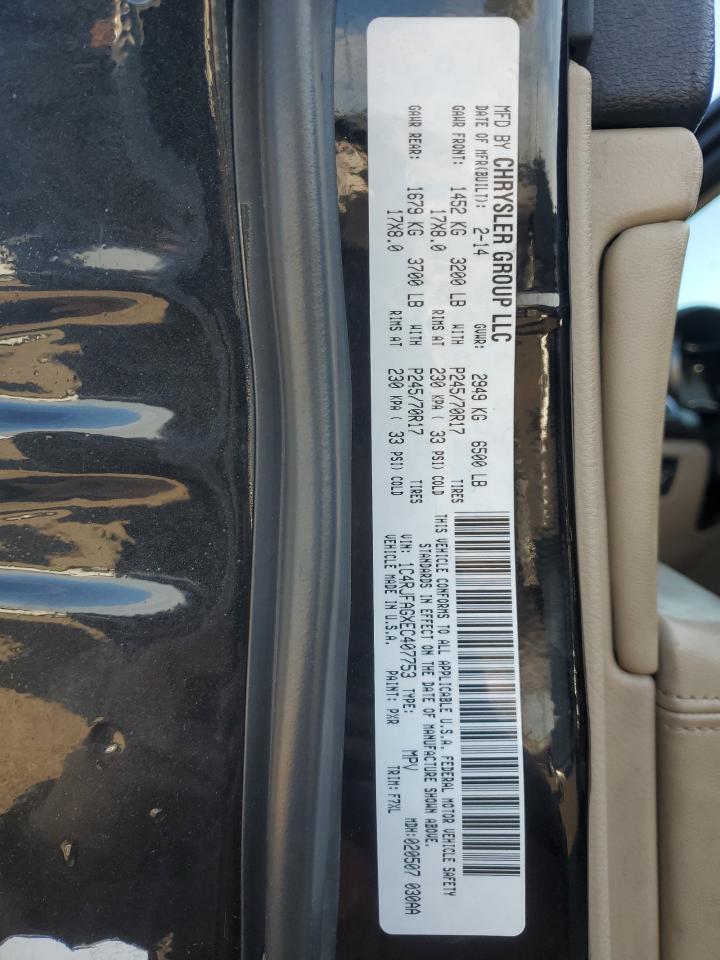 MFD BY CHRYSLER GROUP LLC
DATE OF MFR(BUILT): 2-14 GVWR: 2949 KG 6500 LB
GAWR FRONT: 1452 KG 3200 LB WITH P245/70R17 TIRES
17X8.0 RIMS AT 230 KPA ( 33 PSI) COLD
GAWR REAR: 1679 KG 3700 LB WITH P245/70R17 TIRES
17X8.0 RIMS AT 230 KPA ( 33 PSI) COLD
THIS VEHICLE CONFORMS TO ALL APPLICABLE U.S.A. FEDERAL MOTOR VEHICLE SAFETY
STANDARDS IN EFFECT ON THE DATE OF MANUFACTURE SHOWN ABOVE.
VIN: 1C4RJFAGXEC407753 TYPE: MPV MDH:020507 030AA
VEHICLE MADE IN U.S.A. PAINT: PXR TRIM: F7XL